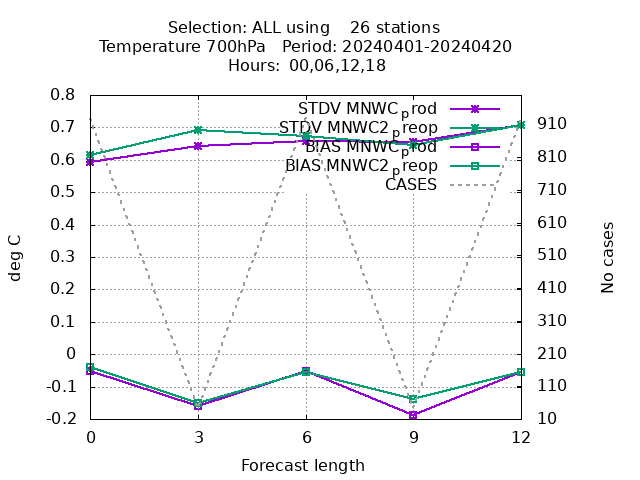 Selection: ALL using    26 stations
Temperature 700hPa   Period: 20240401-20240420
Hours: 00,06,12,18
STDV MNWC_prod
STDV MNWC2_preop
BIAS MNWC_prod
BIAS MNWC2_preop
CASES
0.8
0.7
0.6
0.5
0.4
0.3
0.2
0.1
0
-0.1
-0.2
deg C
910
810
710
610
510
410
310
210
110
10
No cases
0 3 6 9 12
Forecast length